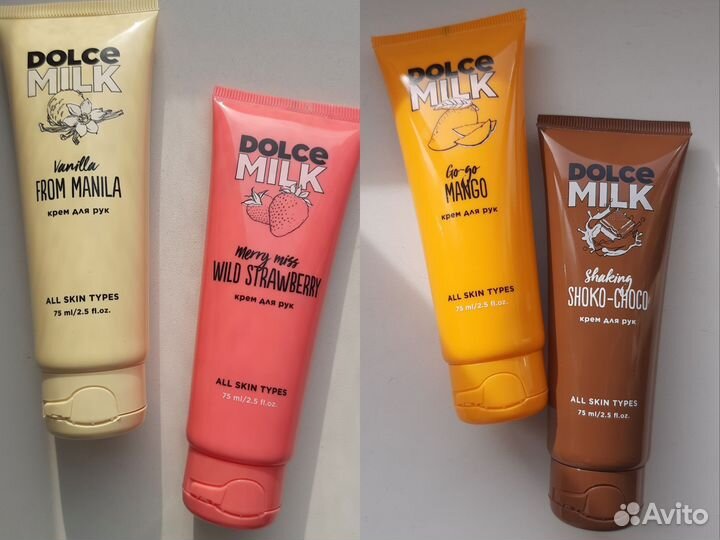 DOLCE
MILK
Vanilla
FROM MANILA
крем для рук
ALL SKIN TYPES
75 ml/2.5 fl.oz.
DOLCE
MILK
merry miss
WILD STRAWBERRY
крем для рук
ALL SKIN TYPES
75 ml/2.5 fl.oz.
DOLCE
MILK
Go-go
MANGO
крем для рук
ALL SKIN TYPES
75 ml/2.5 fl.oz.
DOLCE
MILK
Shaking
SHOKO-CHOCO
крем для рук
ALL SKIN TYPES
75 ml/2.5 fl.oz.
Avito